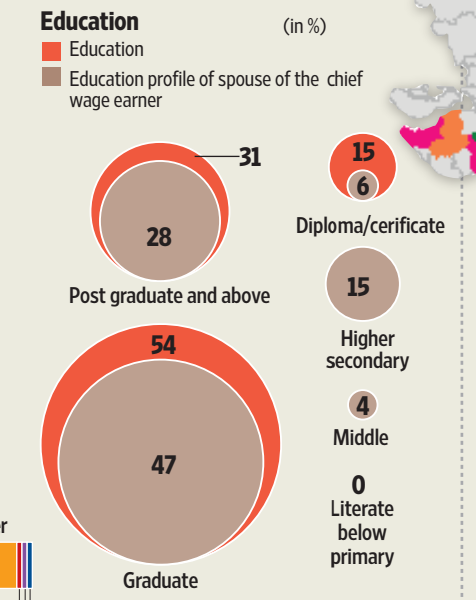 Education
(in %)
Education
Education profile of spouse of the chief
wage earner
31
28
Post graduate and above
15
6
Diploma/cerificate
15
Higher
secondary
54
47
Graduate
4
Middle
0
Literate
below
primary